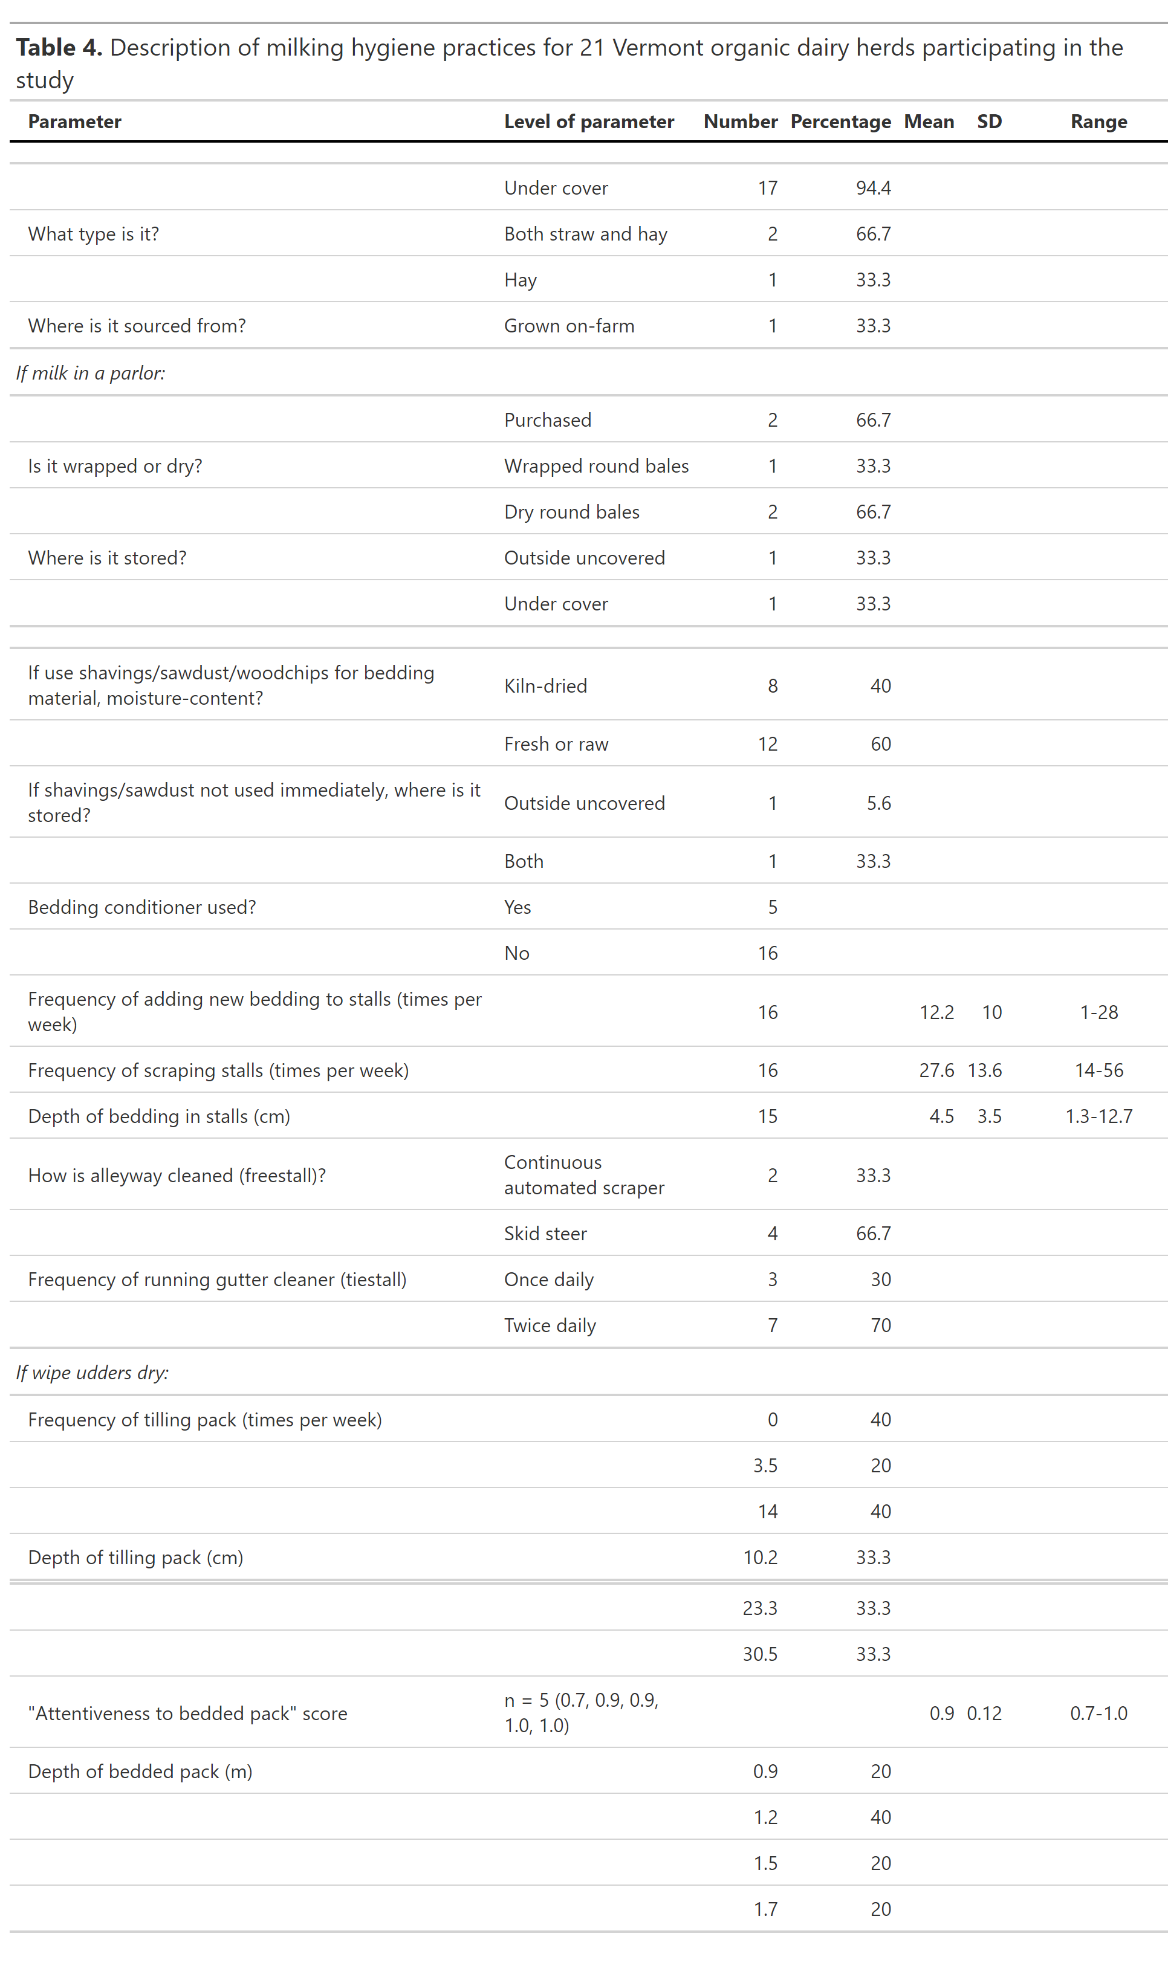 Table 4. Description of milking hygiene practices for 21 Vermont organic dairy herds participating in the
study
Parameter Level of parameter Number Percentage Mean SD Range
Under cover 17 94.4
What type is it? Both straw and hay 2 66.7
Hay 1 33.3
Where is it sourced from? Grown on-farm 1 33.3
If milk in a parlor:
Purchased 2 66.7
Is it wrapped or dry? Wrapped round bales 1 33.3
Dry round bales 2 66.7
Where is it stored? Outside uncovered 1 33.3
Under cover 1 33.3
If use shavings/sawdust/woodchips for bedding
material, moisture-content? Kiln-dried 8 40
Fresh or raw 12 60
If shavings/sawdust not used immediately, where is it
stored? Outside uncovered 1 5.6
Both 1 33.3
Bedding conditioner used? Yes 5
No 16
Frequency of adding new bedding to stalls (times per
week) 16 12.2 10 1-28
Frequency of scraping stalls (times per week) 16 27.6 13.6 14-56
Depth of bedding in stalls (cm) 15 4.5 3.5 1.3-12.7
How is alleyway cleaned (freestall)? Continuous
automated scraper 2 33.3
Skid steer 4 66.7
Frequency of running gutter cleaner (tiestall) Once daily 3 30
Twice daily 7 70
If wipe udders dry:
Frequency of tilling pack (times per week) 0 40
3.5 20
14 40
Depth of tilling pack (cm) 10.2 33.3
23.3 33.3
30.5 33.3
"Attentiveness to bedded pack" score n = 5 (0.7, 0.9, 0.9,
1.0, 1.0) 0.9 0.12 0.7-1.0
Depth of bedded pack (m) 0.9 20
1.2 40
1.5 20
1.7 20